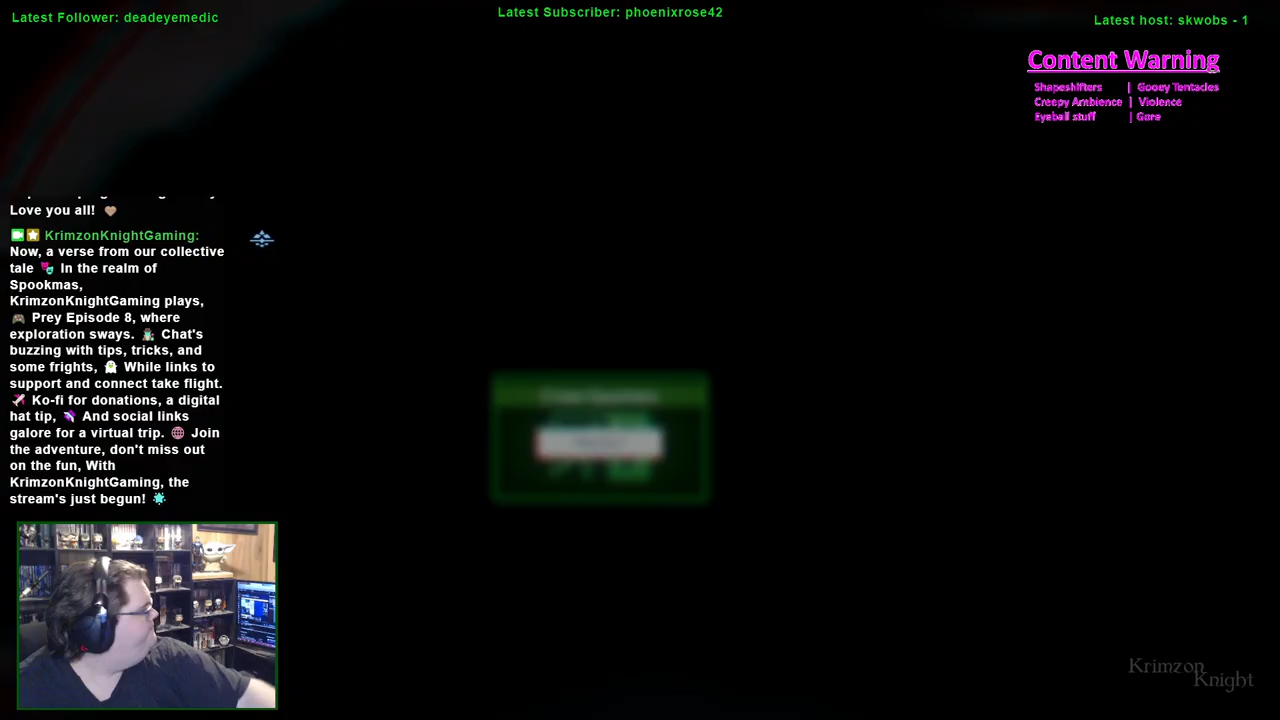 Latest Follower: deadeyemedic
Latest Subscriber: phoenixrose42
Latest host: skwobs - 1
Content Warning
Shapeshifters | Gooey Tentacles
Creepy Ambience | Violence
Eyeball stuff | Gore
Love you all! 🤎
KrimzonKnightGaming:
Now, a verse from our collective
tale 🎭 In the realm of
Spookmas,
KrimzonKnightGaming plays,
🎮 Prey Episode 8, where
exploration sways. Chat's
buzzing with tips, tricks, and
some frights, 👻 While links to
support and connect take flight.
🚀 Ko-fi for donations, a digital
hat tip, And social links
galore for a virtual trip. 🌐 Join
the adventure, don't miss out
on the fun, With
KrimzonKnightGaming, the
stream's just begun! 🌟
Krimzon
Knight